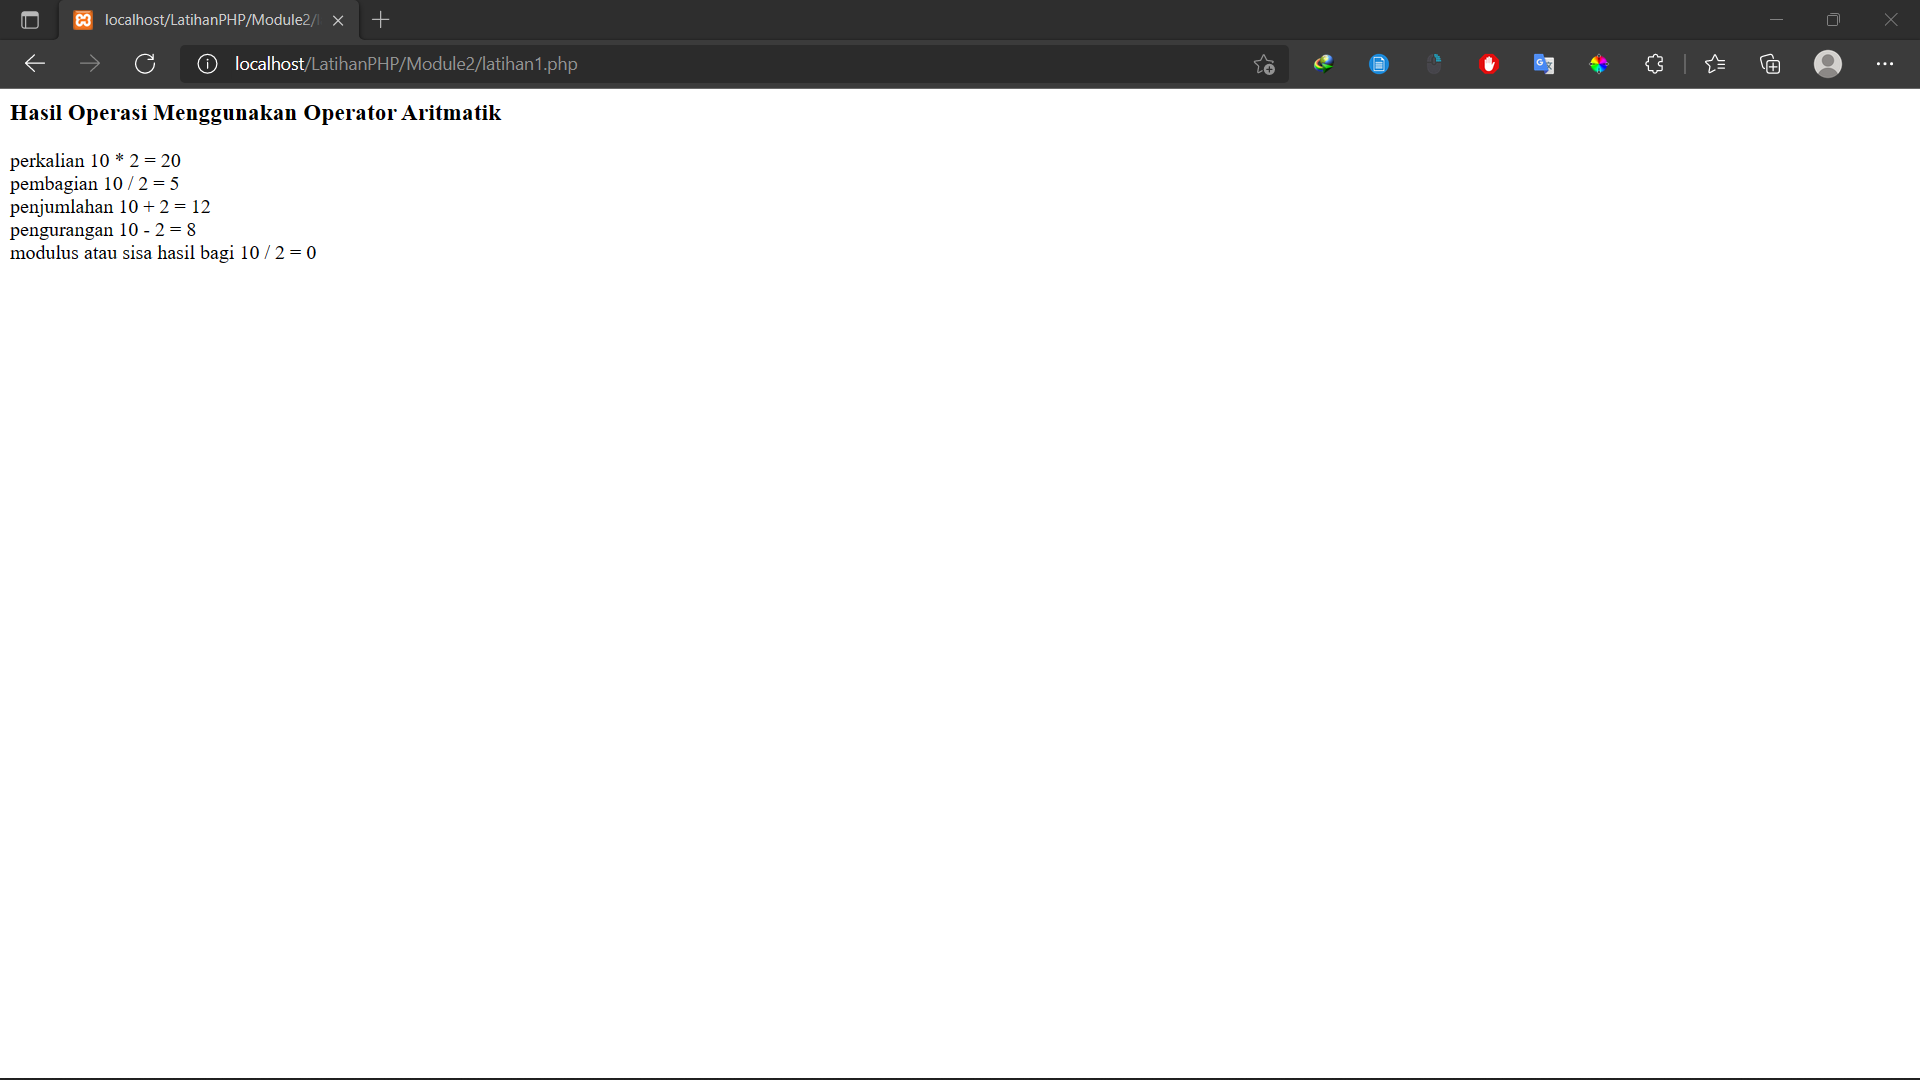 localhost/LatihanPHP/Module2/
localhost/LatihanPHP/Module2/latihan1.php
Hasil Operasi Menggunakan Operator Aritmatik
perkalian 10 * 2 = 20
pembagian 10 / 2 = 5
penjumlahan 10 + 2 = 12
pengurangan 10 - 2 = 8
modulus atau sisa hasil bagi 10 / 2 = 0